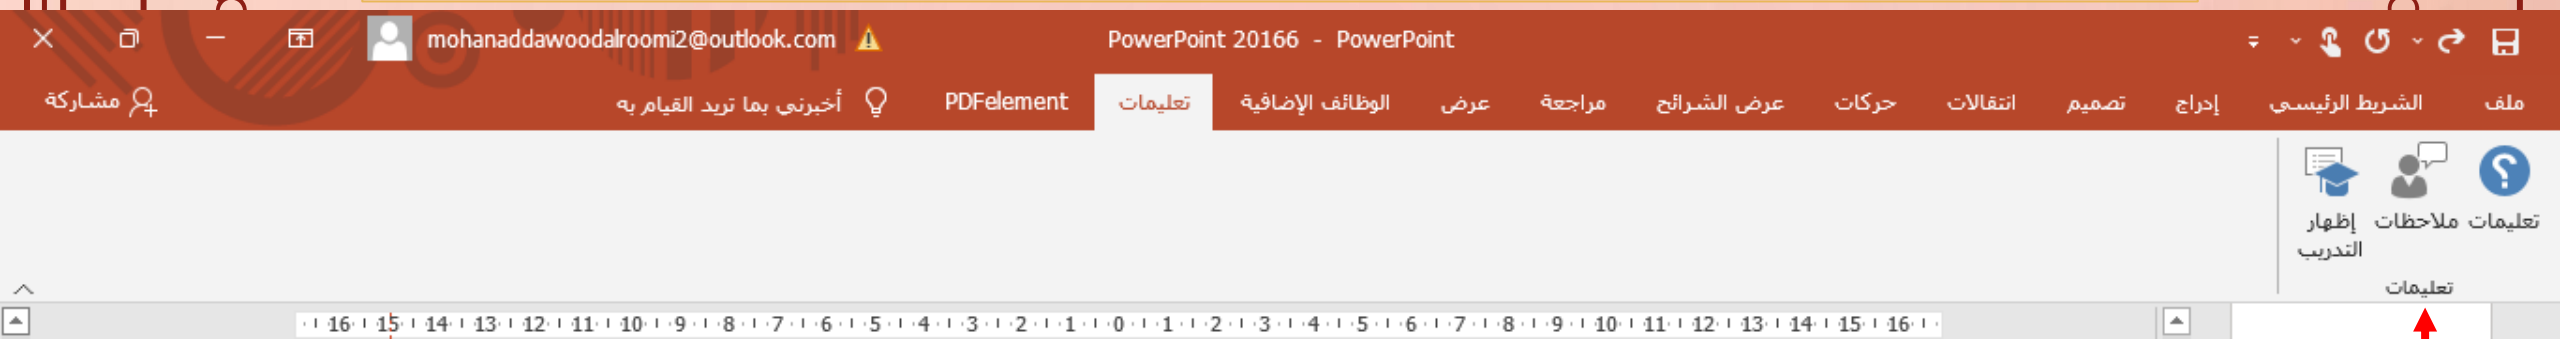 mohanaddawoodalroomi2@outlook.com
PowerPoint 20166 - PowerPoint
ملف
الشريط الرئيسي
إدراج
تصميم
انتقالات
حركات
عرض الشرائح
مراجعة
عرض
الوظائف الإضافية
تعليمات
PDFelement
أخبرني بما تريد القيام به
مشاركة
تعليمات
ملاحظات
إظهار
التدريب
تعليمات
16 15 14 13 12 11 10 9 8 7 6 5 4 3 2 1 0 1 2 3 4 5 6 7 8 9 10 11 12 13 14 15 16